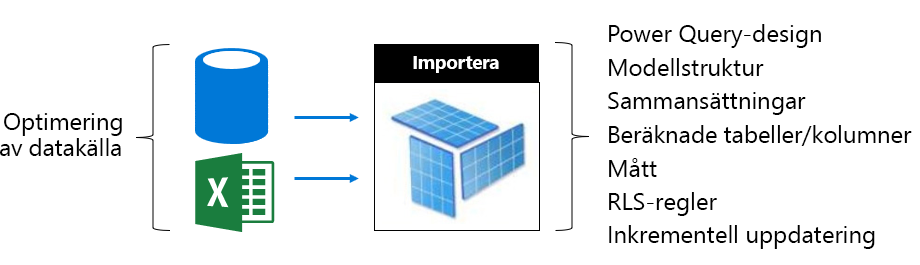 Optimering
av datakälla
X
Importera
Power Query-design
Modellstruktur
Sammansättningar
Beräknade tabeller/kolumner
Mått
RLS-regler
Inkrementell uppdatering